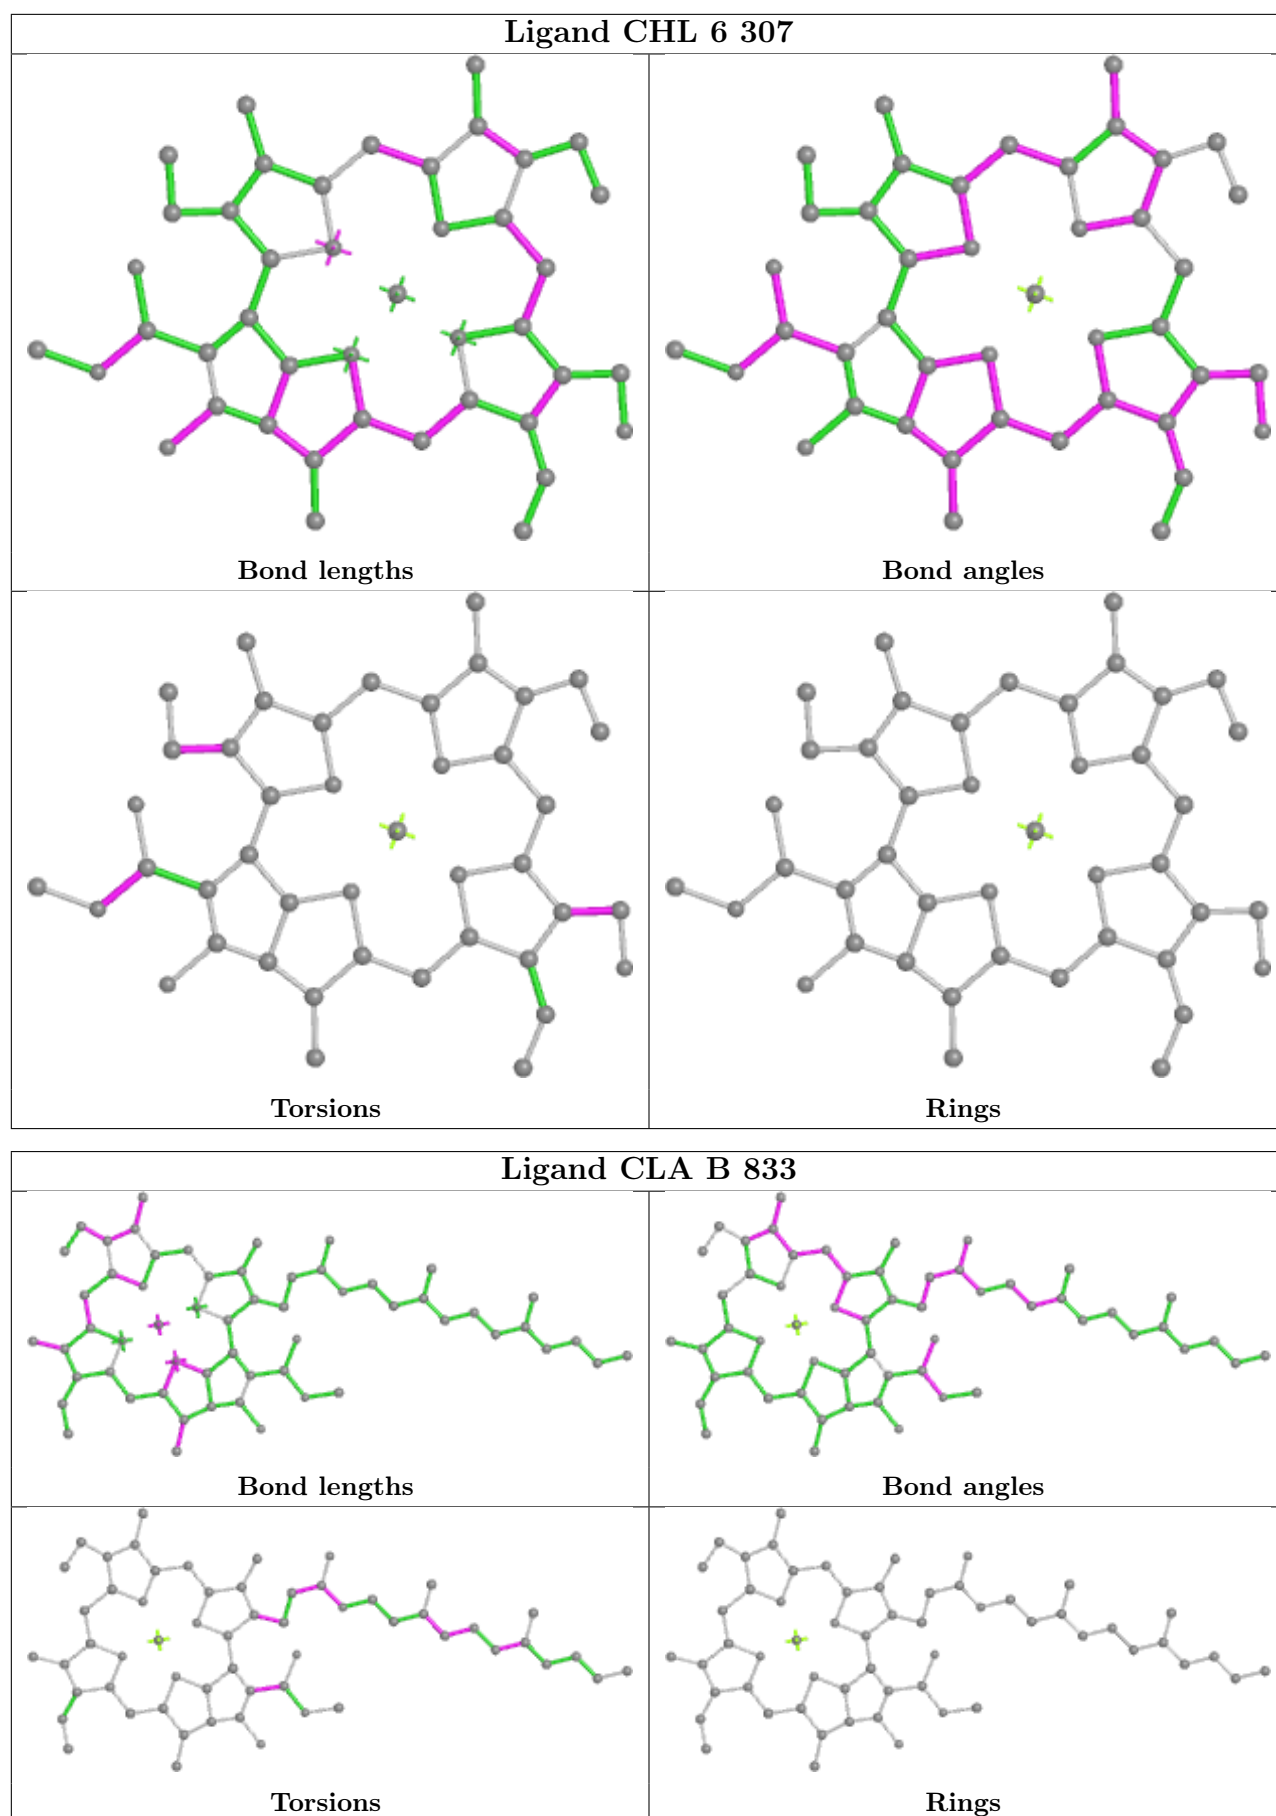 Ligand CHL 6 307
Bond lengths
Bond angles
Torsions
Rings
Ligand CLA B 833
Bond lengths
Bond angles
Torsions
Rings